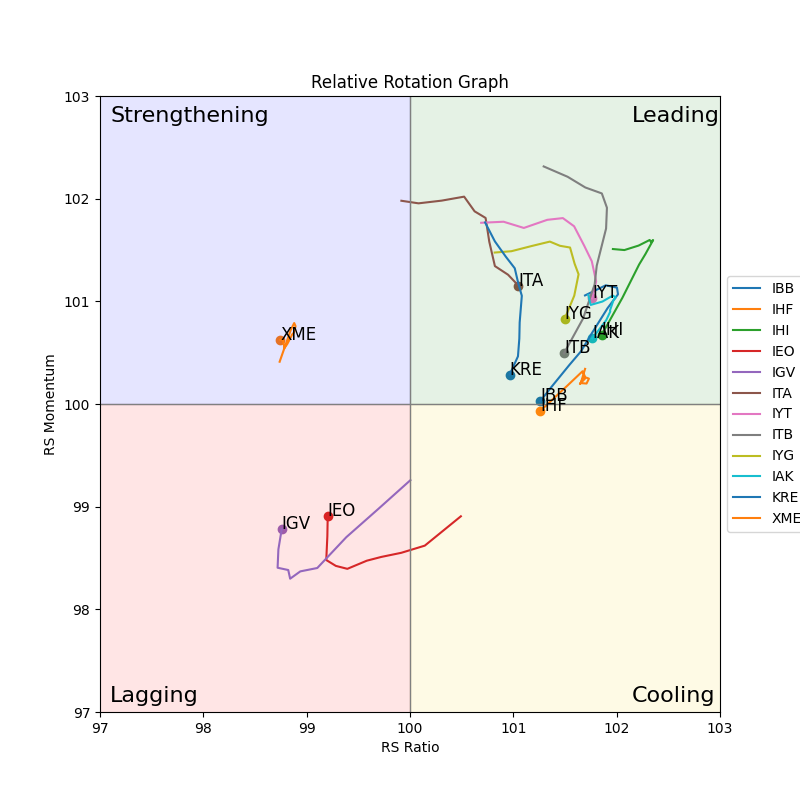 Relative Rotation Graph
103
Strengthening
Leading
102
ITA
IYT
IBB
IHF
101
IYG
IHI
IHI
XME
IAK
IEO
ITB
IGV
RS Momentum
KRE
ITA
IBB
IYT
100
IHF
ITB
IYG
IAK
99
IGV
IEO
KRE
XME
98
Lagging
Cooling
97
97
98
99
100
101
102
103
RS Ratio